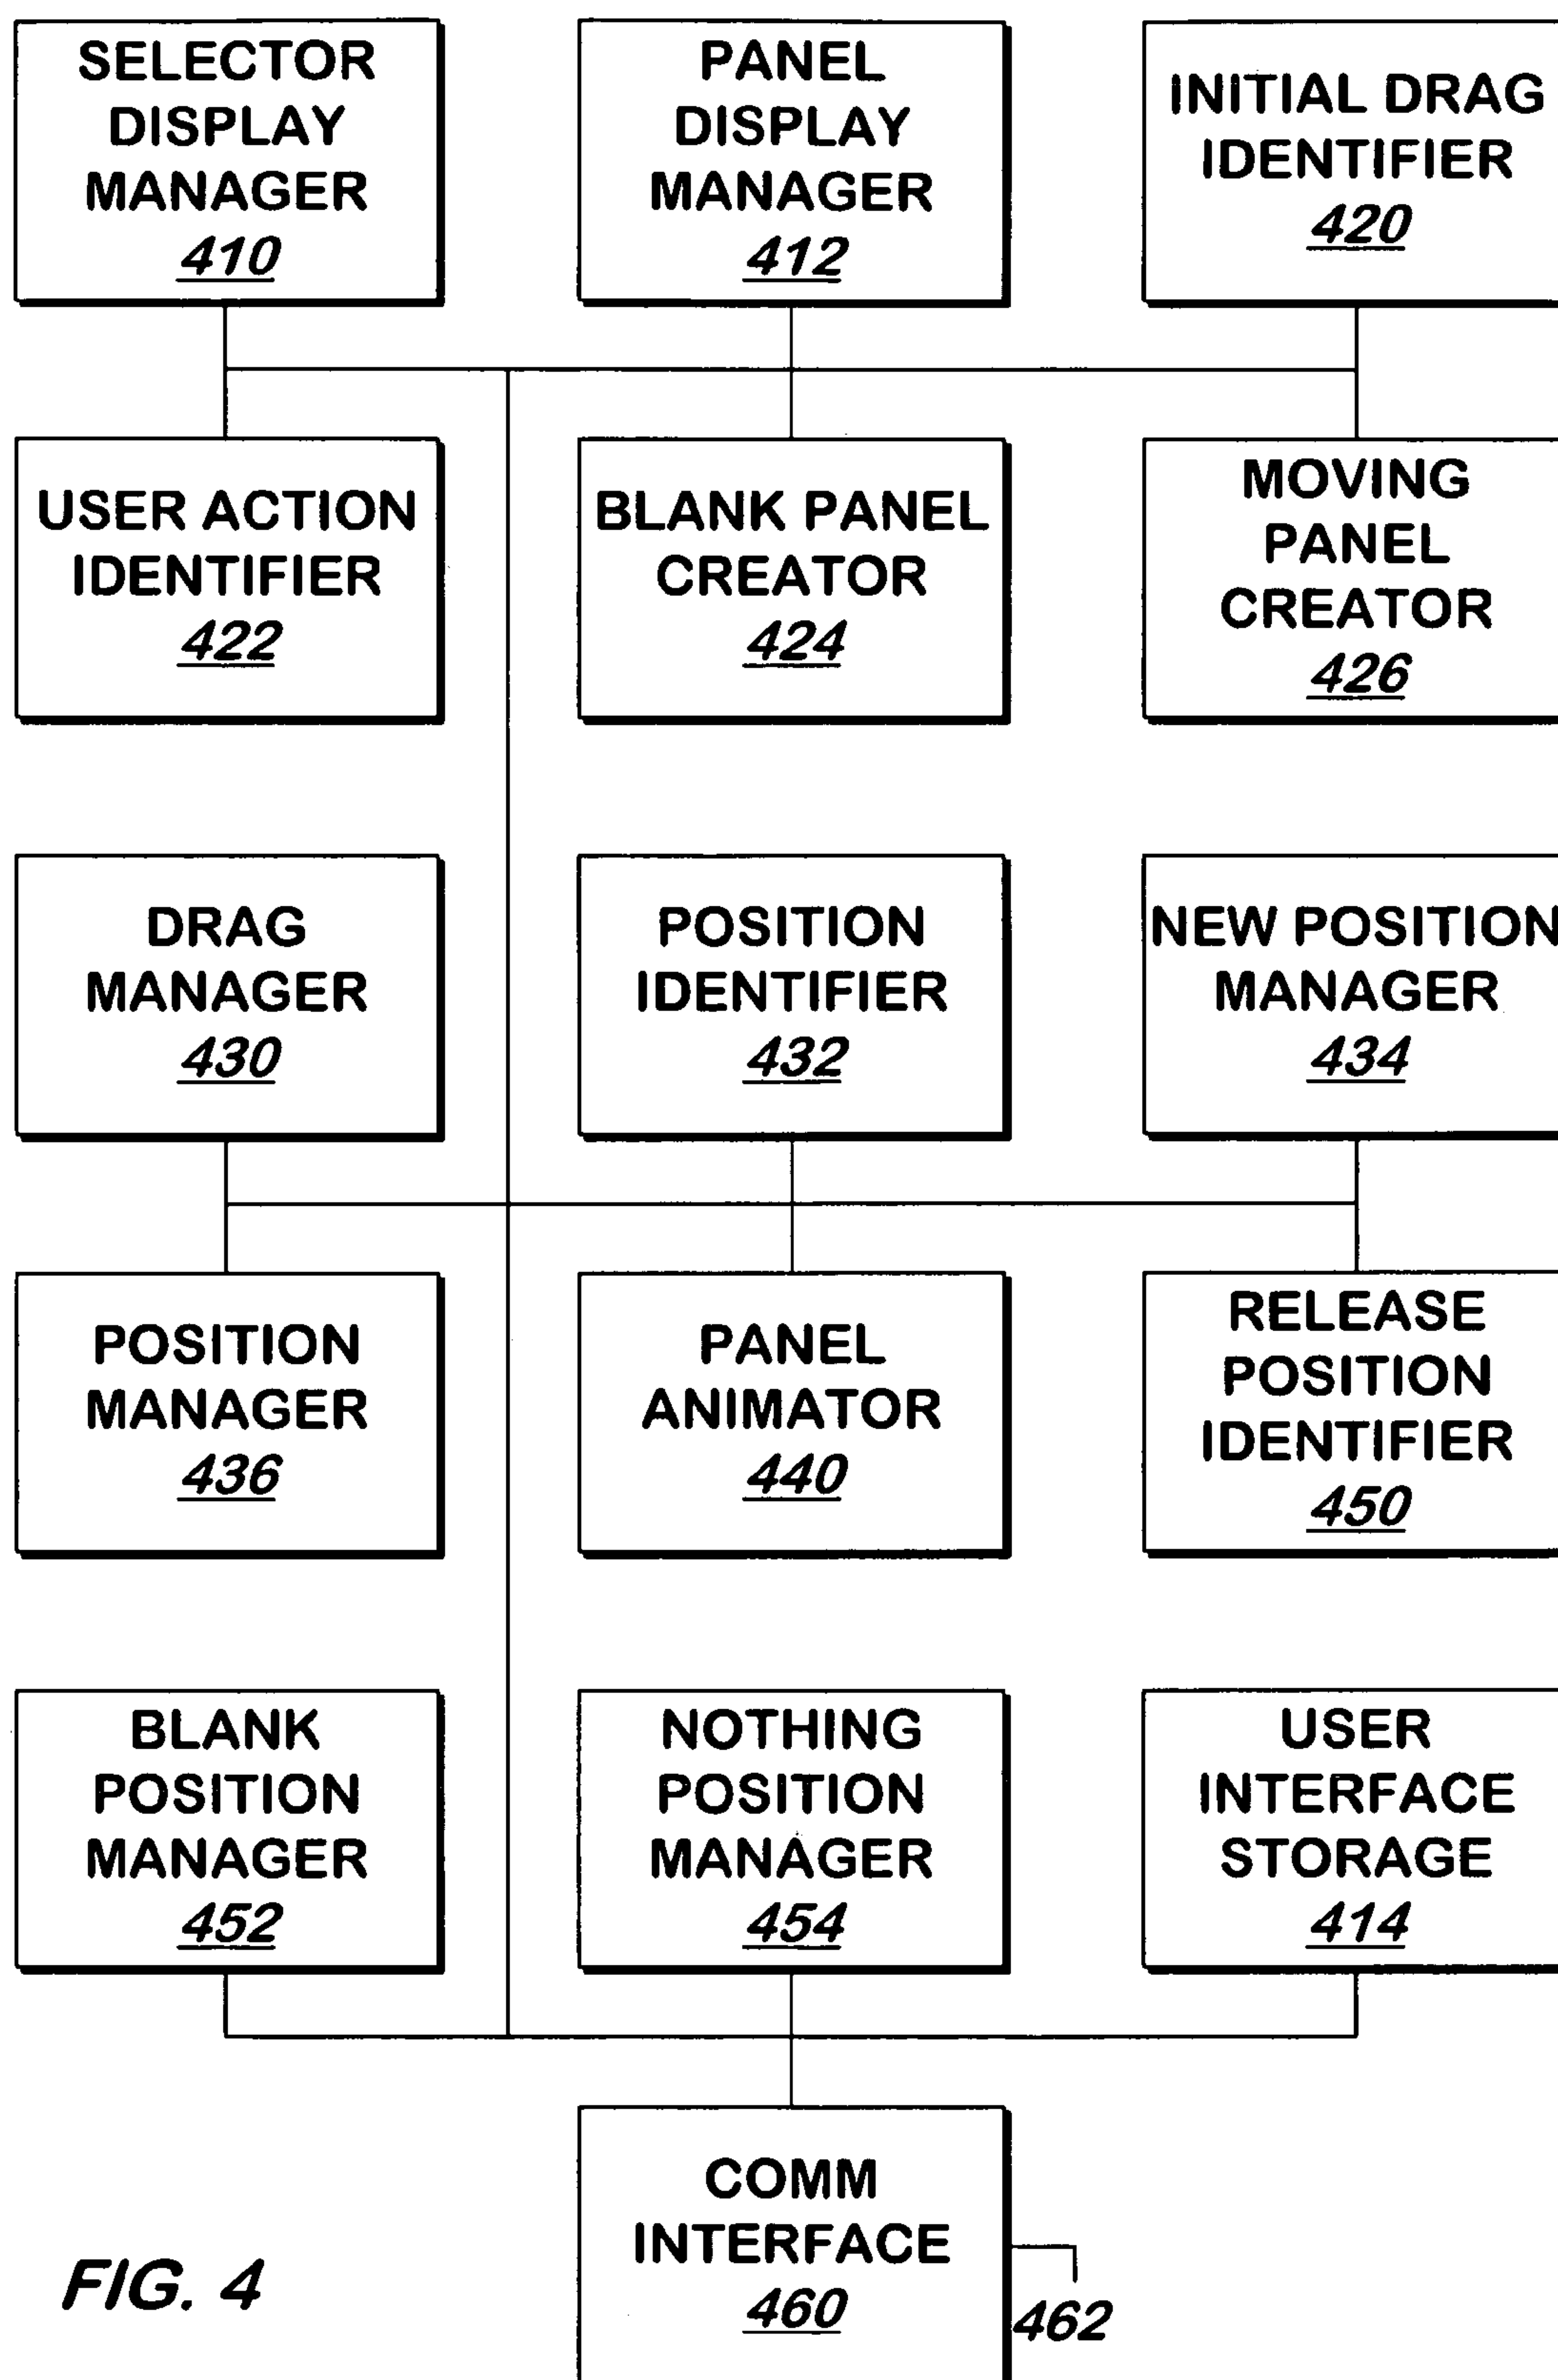 SELECTOR
DISPLAY
MANAGER
410
PANEL
DISPLAY
MANAGER
412
INITIAL DRAG
IDENTIFIER
420
USER ACTION
IDENTIFIER
422
BLANK PANEL
CREATOR
424
MOVING
PANEL
CREATOR
426
DRAG
MANAGER
430
POSITION
IDENTIFIER
432
NEW POSITION
MANAGER
434
POSITION
MANAGER
436
PANEL
ANIMATOR
440
RELEASE
POSITION
IDENTIFIER
450
BLANK
POSITION
MANAGER
452
NOTHING
POSITION
MANAGER
454
USER
INTERFACE
STORAGE
414
COMM
INTERFACE
460
462
FIG. 4